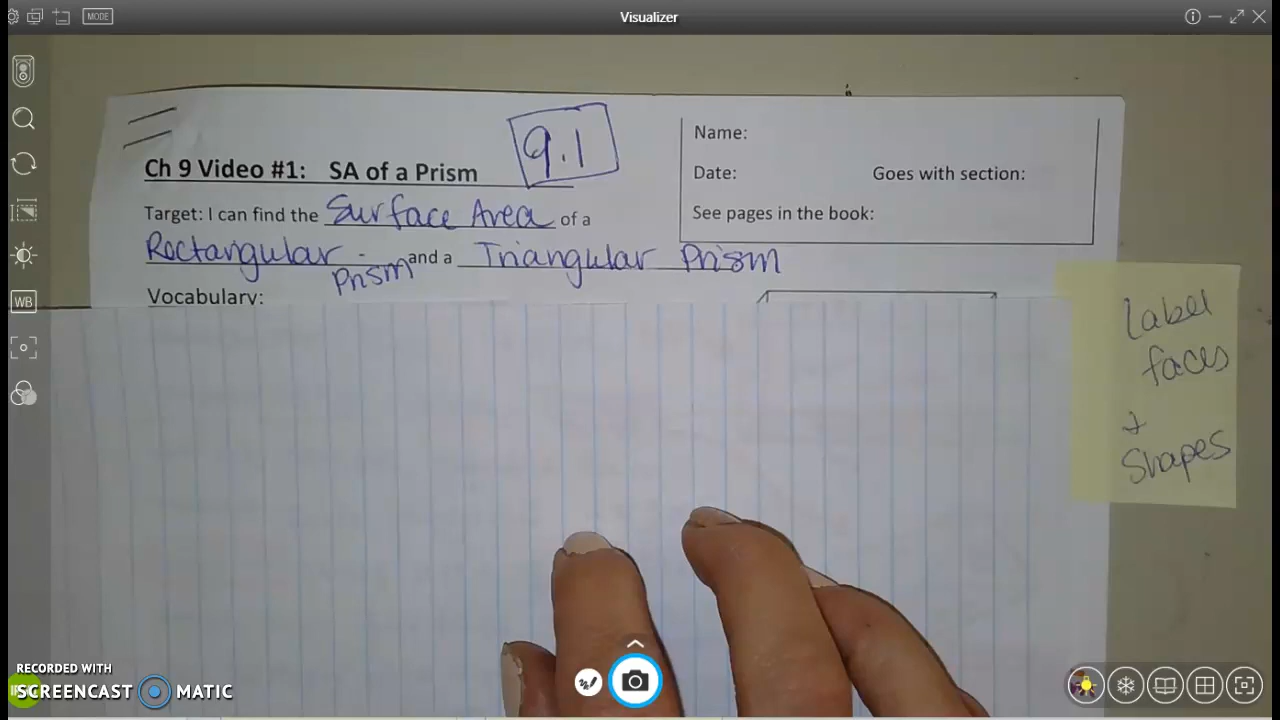 MODE
Visualizer
9.1
Name:
Ch 9 Video #1: SA of a Prism
Date: Goes with section:
Target: I can find the Surface Area of a
See pages in the book:
Rectangular Prism and a Triangular Prism
Vocabulary:
Label
faces
+
Shapes
WB
RECORDED WITH
SCREENCAST MATIC